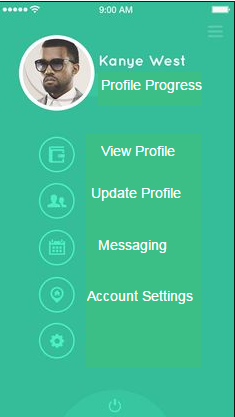 9:00 AM
Kanye West
Profile Progress
View Profile
Update Profile
Messaging
Account Settings